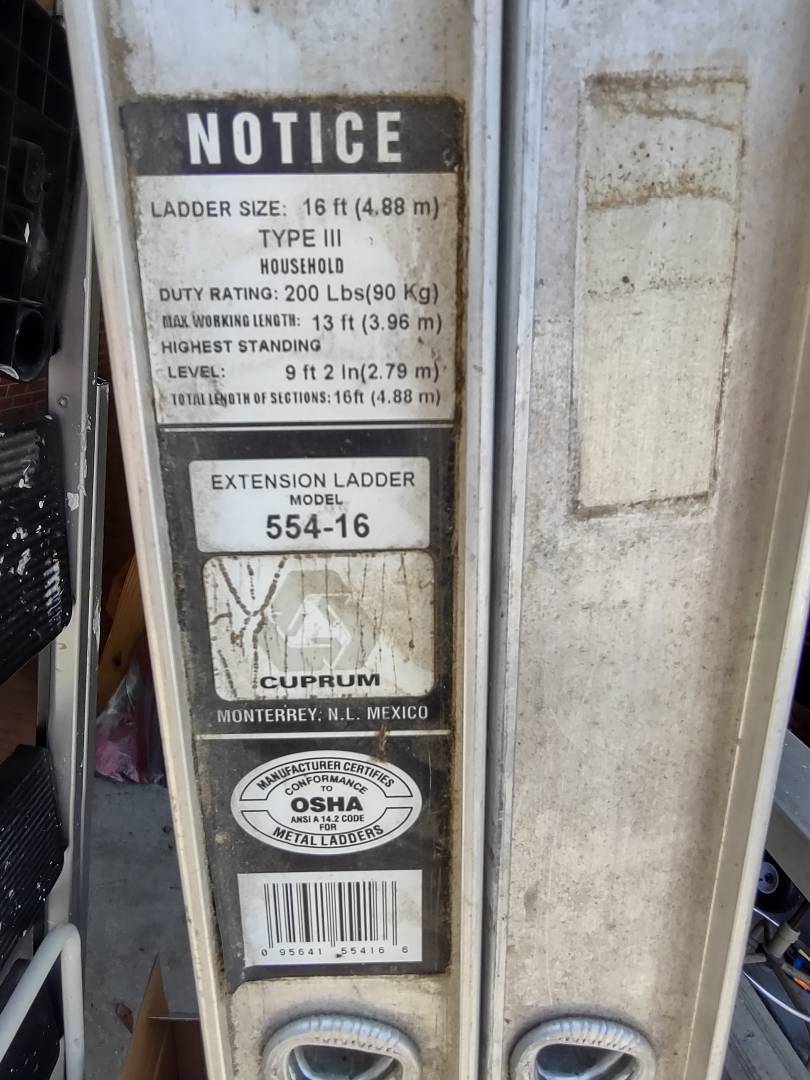 NOTICE
LADDER SIZE: 16 ft (4.88 m)
TYPE III
HOUSEHOLD
DUTY RATING: 200 Lbs(90 Kg)
MAX. WORKING LENGTH: 13 ft (3.96 m)
HIGHEST STANDING
LEVEL: 9 ft 2 In(2.79 m)
TOTAL LENGTH OF SECTIONS: 16ft (4.88 m)
EXTENSION LADDER
MODEL
554-16
CUPRUM
MONTERREY, N.L. MEXICO
MANUFACTURER CERTIFIES
CONFORMANCE
TO
OSHA
ANSI A 14.2 CODE
FOR
METAL LADDERS
0 95641 55416 6